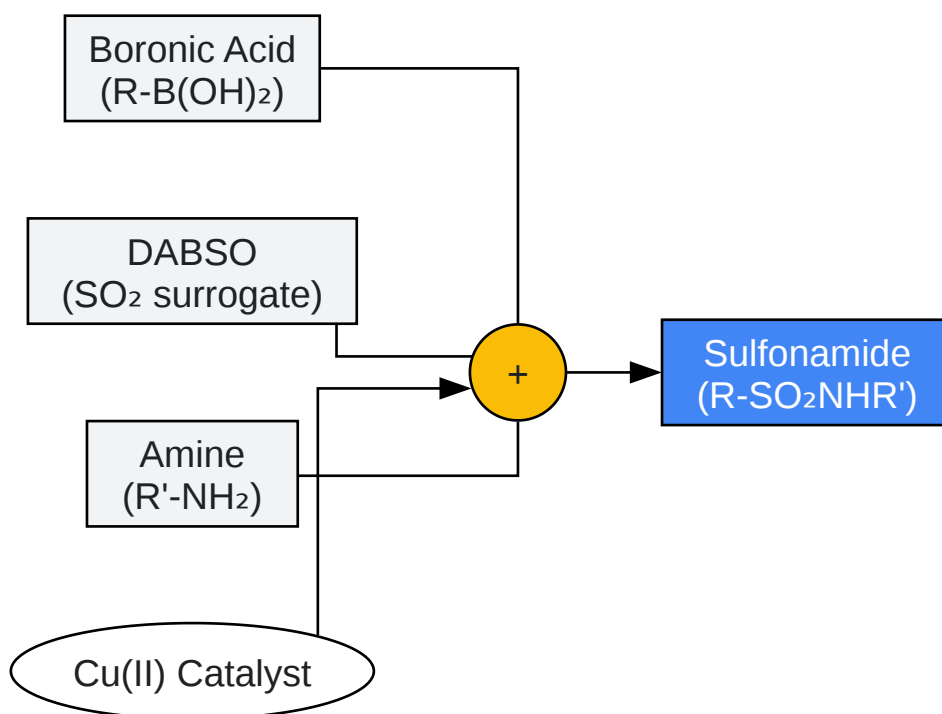 Boronic Acid
(R-B(OH)₂)
DABSO
(SO₂ surrogate)
+
Sulfonamide
(R-SO₂NHR')
Amine
(R'-NH₂)
Cu(II) Catalyst